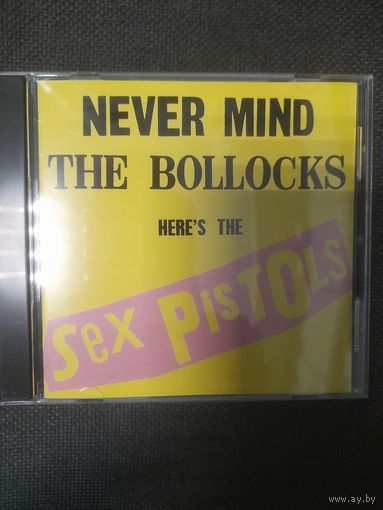 NEVER MIND
THE BOLLOCKS
HERE'S THE
Sex PiSTOLS
www.ay.by